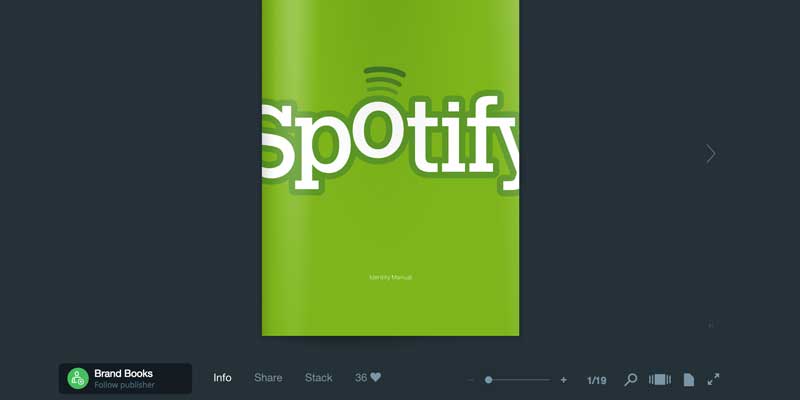 Spotify
Identity Manual
Brand Books
Follow publisher
Info
Share
Stack
36
1/19